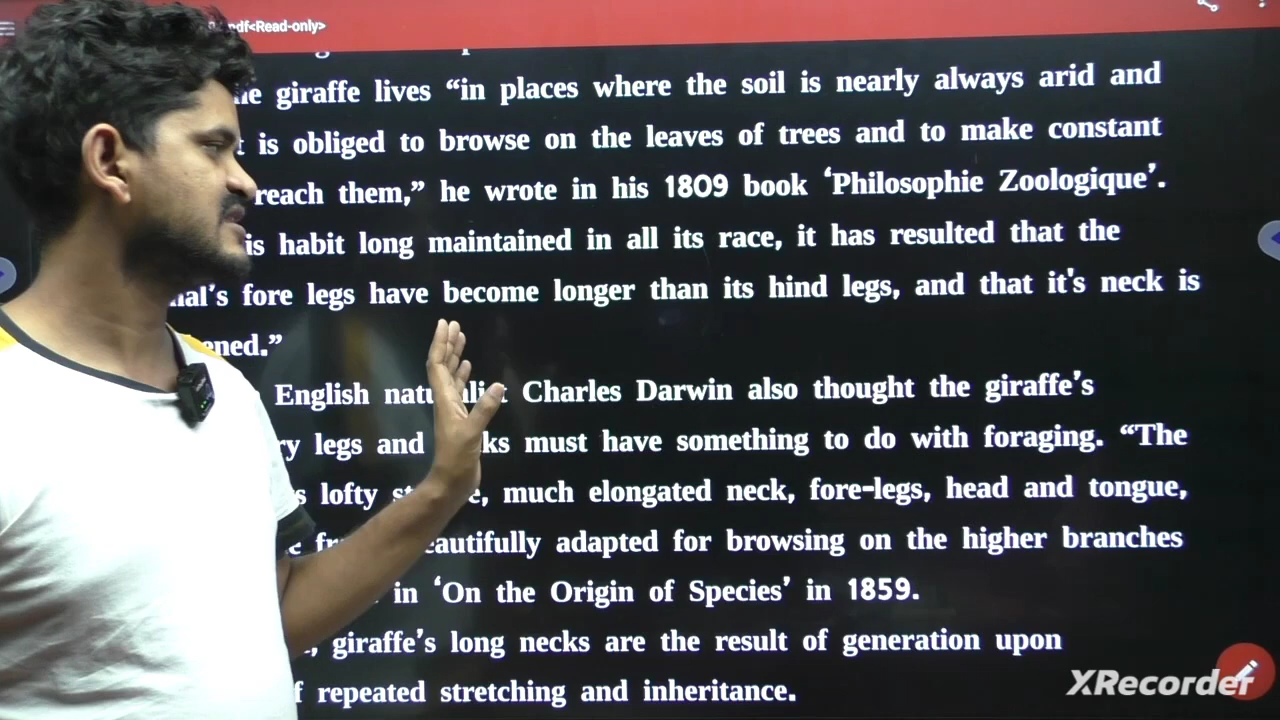 pdf<Read-only>
giraffe lives “in places where the soil is nearly always arid and
is obliged to browse on the leaves of trees and to make constant
reach them,” he wrote in his 1809 book ‘Philosophie Zoologique’.
is habit long maintained in all its race, it has resulted that the
fore legs have become longer than its hind legs, and that it's neck is
English Charles Darwin also thought the giraffe’s
legs and must have something to do with foraging. “The
lofty much elongated neck, fore-legs, head and tongue,
adapted for browsing on the higher branches
in ‘On the Origin of Species’ in 1859.
giraffe’s long necks are the result of generation upon
repeated stretching and inheritance.
XRecorder